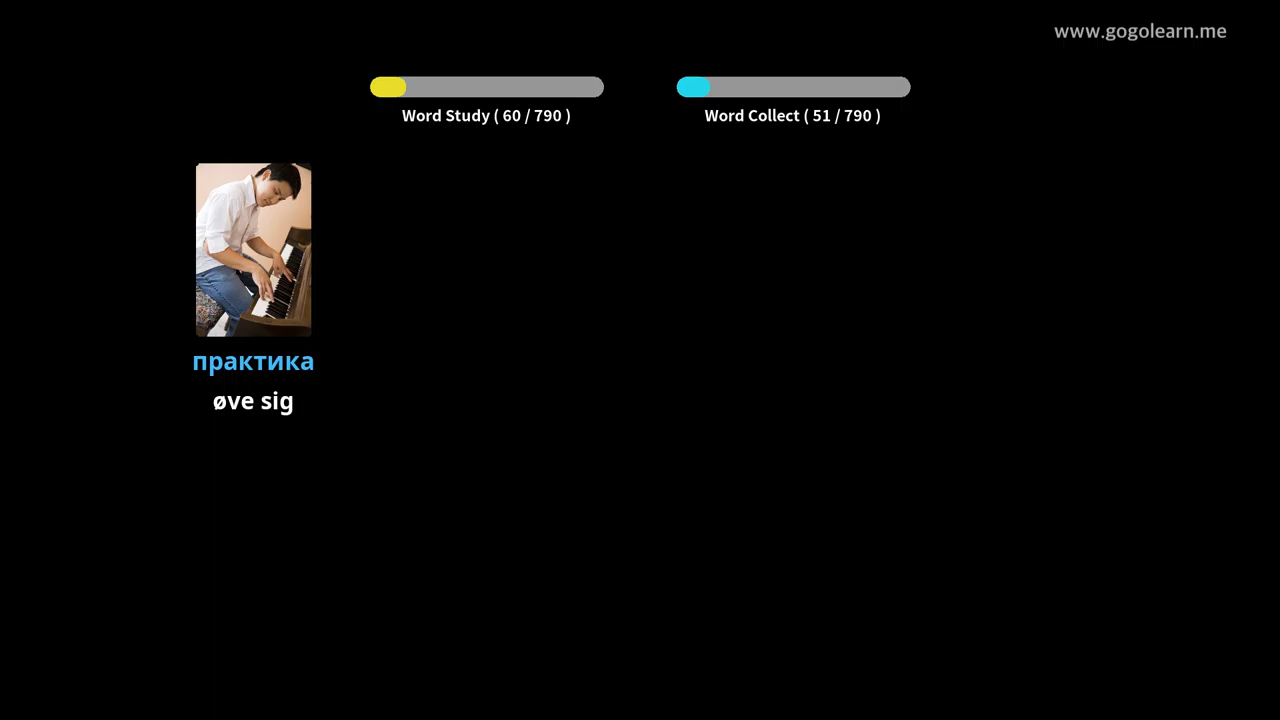 www.gogolearn.me
Word Study ( 60 / 790 )
Word Collect ( 51 / 790 )
практика
øve sig